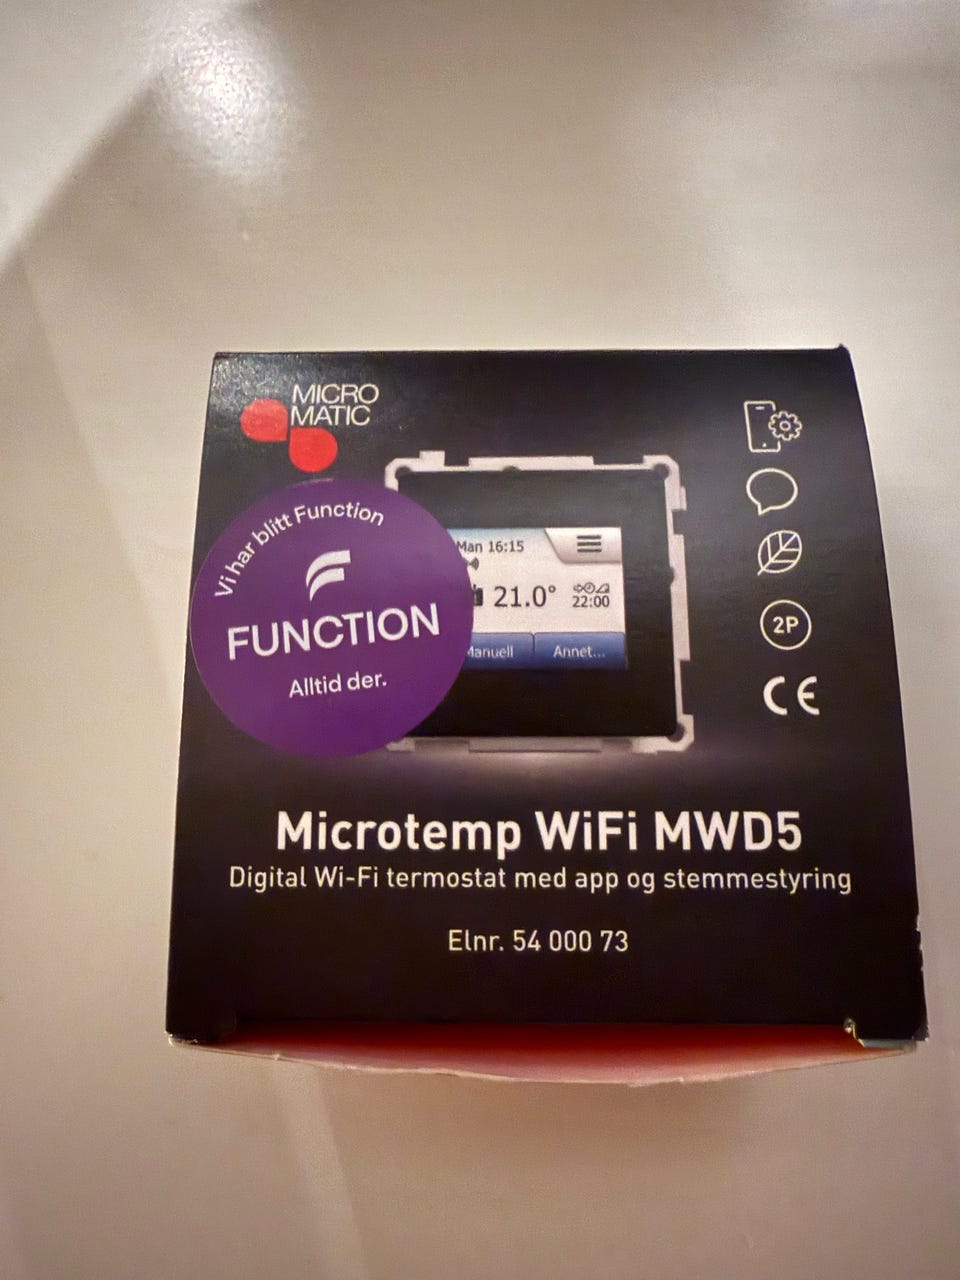 MICRO
MATIC
Vi har blitt Function
FUNCTION
Alltid der.
Man 16:15
21.0°
22:00
Annet...
2P
CE
Microtemp WiFi MWD5
Digital Wi-Fi termostat med app og stemmestyring
Elnr. 54 000 73